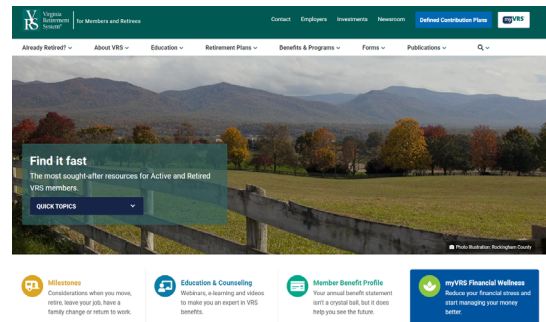 Virginia
Retirement
System®
VRS
for Members and Retirees
Contact Employers Investments Newsroom Defined Contribution Plans myVRS
Already Retired? About VRS Education Retirement Plans Benefits & Programs Forms Publications
Find it fast
The most sought-after resources for Active and Retired
VRS members.
QUICK TOPICS
Photo Illustration: Rockingham County
Milestones
Considerations when you move,
retire, leave your job, have a
family change or return to work.
Education & Counseling
Webinars, e-learning and videos
to make you an expert in VRS
benefits.
Member Benefit Profile
Your annual benefit statement
isn't a crystal ball, but it does
help you see the future.
myVRS Financial Wellness
Reduce your financial stress and
start managing your money
better.